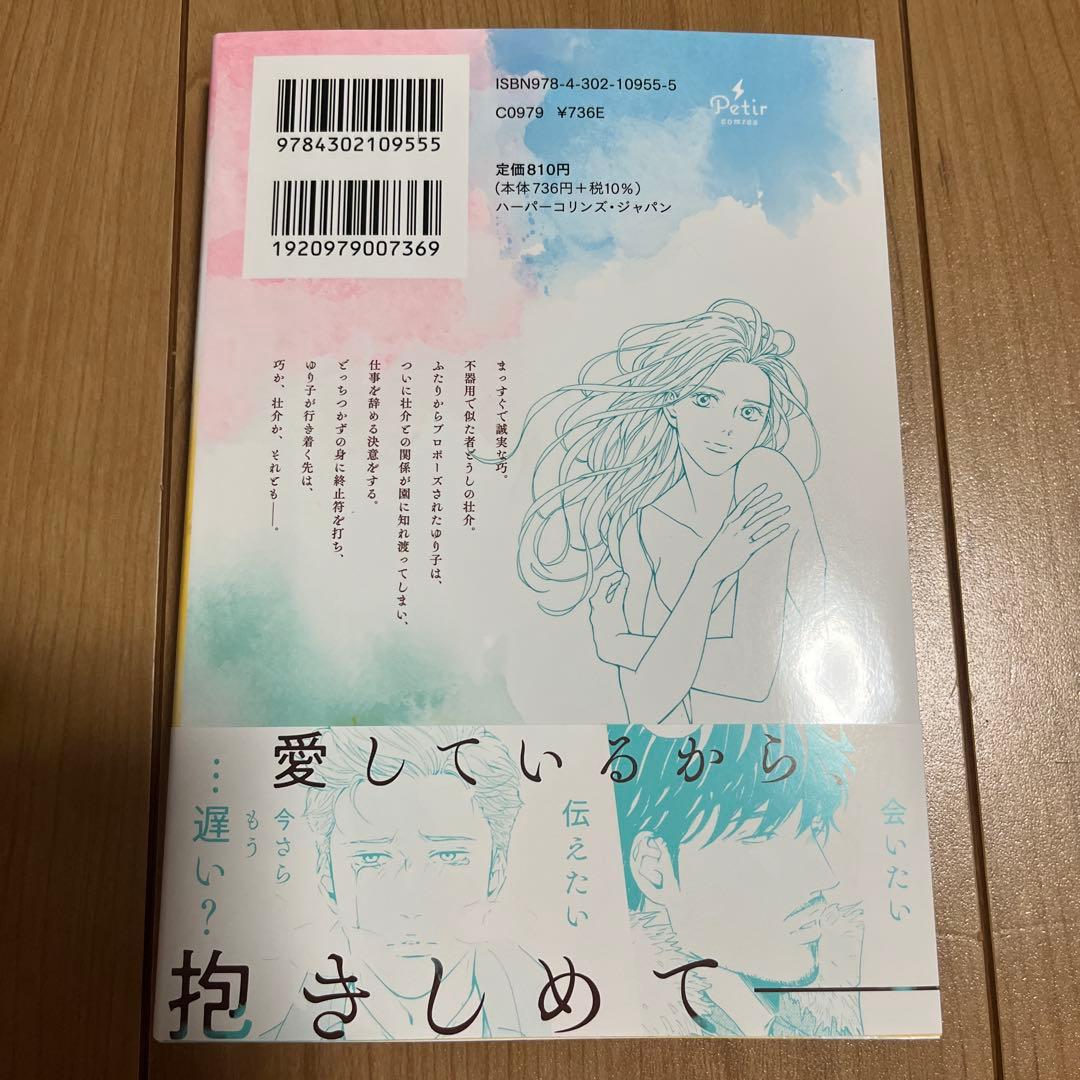 9784302109555
1920979007369
ISBN978-4-302-10955-5
C0979 ¥736E
定価810円
(本体736円+税10%)
ハーパーコリンズ・ジャパン
Petir
comics
まっすぐで誠実な巧。
不器用で似た者どうしの壮介。
ふたりからプロポーズされたゆり子は、
ついに壮介との関係が園に知れ渡ってしまい、
仕事を辞める決意をする。
どっちつかずの身に終止符を打ち、
ゆり子が行き着く先は、
巧か、壮介か、それとも――。
愛しているから、
会いたい
伝えたい
今さら
もう
…遅い?
抱きしめて――